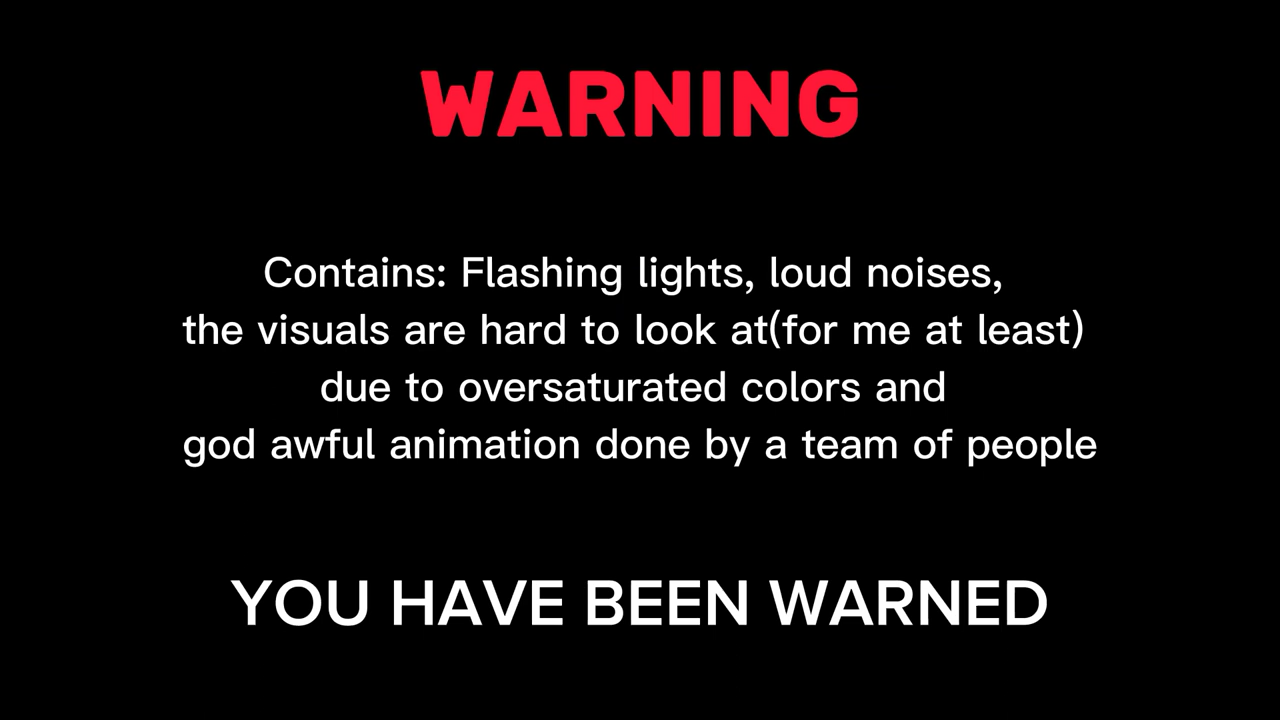 WARNING
Contains: Flashing lights, loud noises,
the visuals are hard to look at(for me at least)
due to oversaturated colors and
god awful animation done by a team of people
YOU HAVE BEEN WARNED